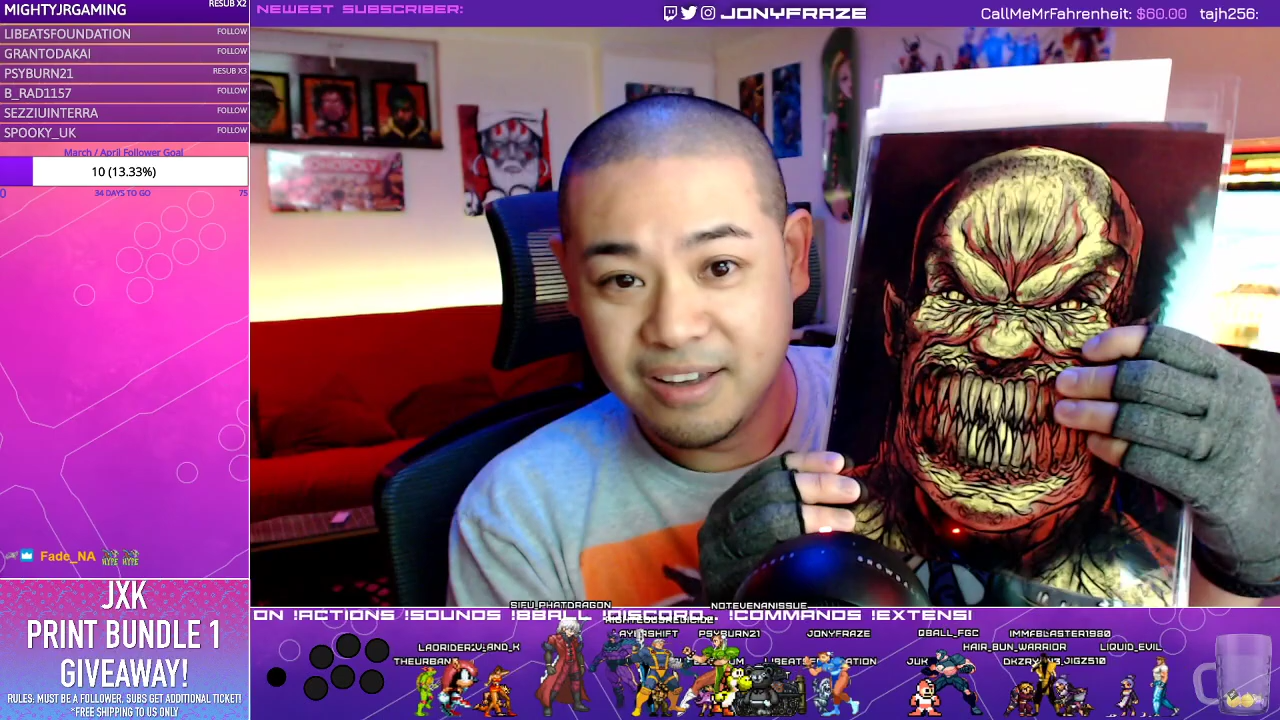 MIGHTYJRGAMING RESUB X2
LIBEATSFOUNDATION FOLLOW
GRANTODAKAI FOLLOW
PSYBURN21 RESUB X3
B_RAD1157 FOLLOW
SEZZIUINTERRA FOLLOW
SPOOKY_UK FOLLOW
March / April Follower Goal
10 (13.33%)
0 34 DAYS TO GO 75
Fade_NA HYPE HYPE
JXK
PRINT BUNDLE 1
GIVEAWAY!
RULES: MUST BE A FOLLOWER, SUBS GET ADDITIONAL TICKET!
*FREE SHIPPING TO US ONLY
NEWEST SUBSCRIBER:
JONYFRAZE
CallMeMrFahrenheit: $60.00 tajh256:
SIFU_PHATDRAGON NOTEVENANISSUE
ON !ACTIONS !SOUNDS !8BALL !DISCORD. !COMMANDS !EXTENSI
PSYBURN21 JONYFRAZE QBALL_FGC IMMABLASTER1980
HAIR_BUN_WARRIOR LIQUID_EVIL